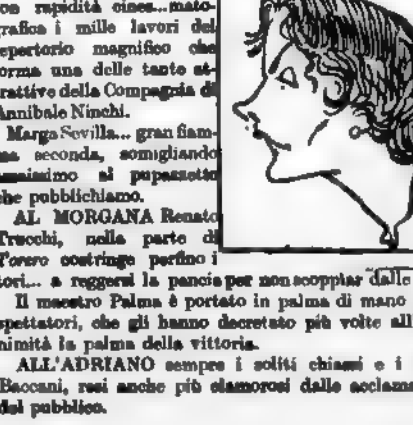 con rapidità cines...mato-
grafica i mille lavori del
repertorio magnifico che
forma una delle tante at-
trattive della Compagnia di
Annibale Ninchi.
Marga Sevilla... gran fiam-
ma seconda, somigliando
al pupazzetto
che pubblichiamo.
AL MORGANA Renato
Trucchi, nella parte di
Torero costringe perfino i
tori... a reggersi la pancia per non scoppiar dalle
Il maestro Palma è portato in palma di mano
spettatori, che gli hanno decretato più volte all
nimità la palma della vittoria.
ALL'ADRIANO sempre i soliti chiassi e i
Baccani, resi anche più clamorosi dalle acclama
del pubblico.